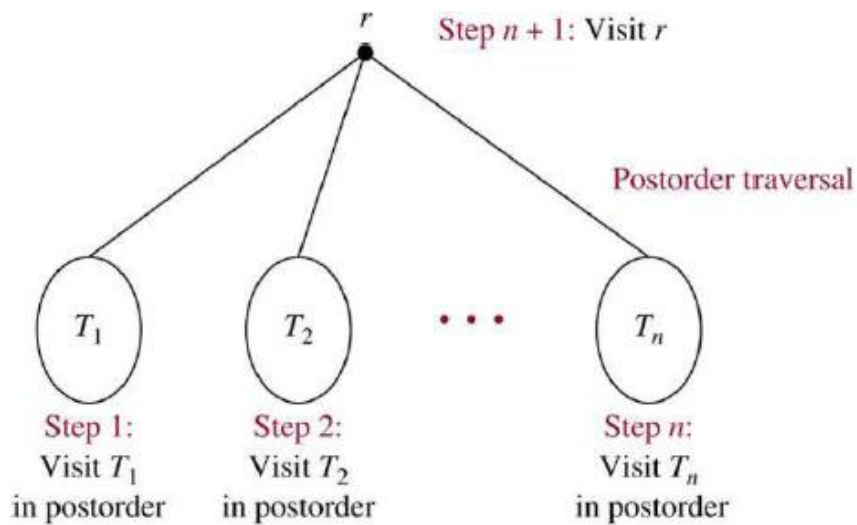 r
Step n + 1: Visit r
Postorder traversal
T₁
T₂
• • •
Tₙ
Step 1:
Visit T₁
in postorder
Step 2:
Visit T₂
in postorder
Step n:
Visit Tₙ
in postorder